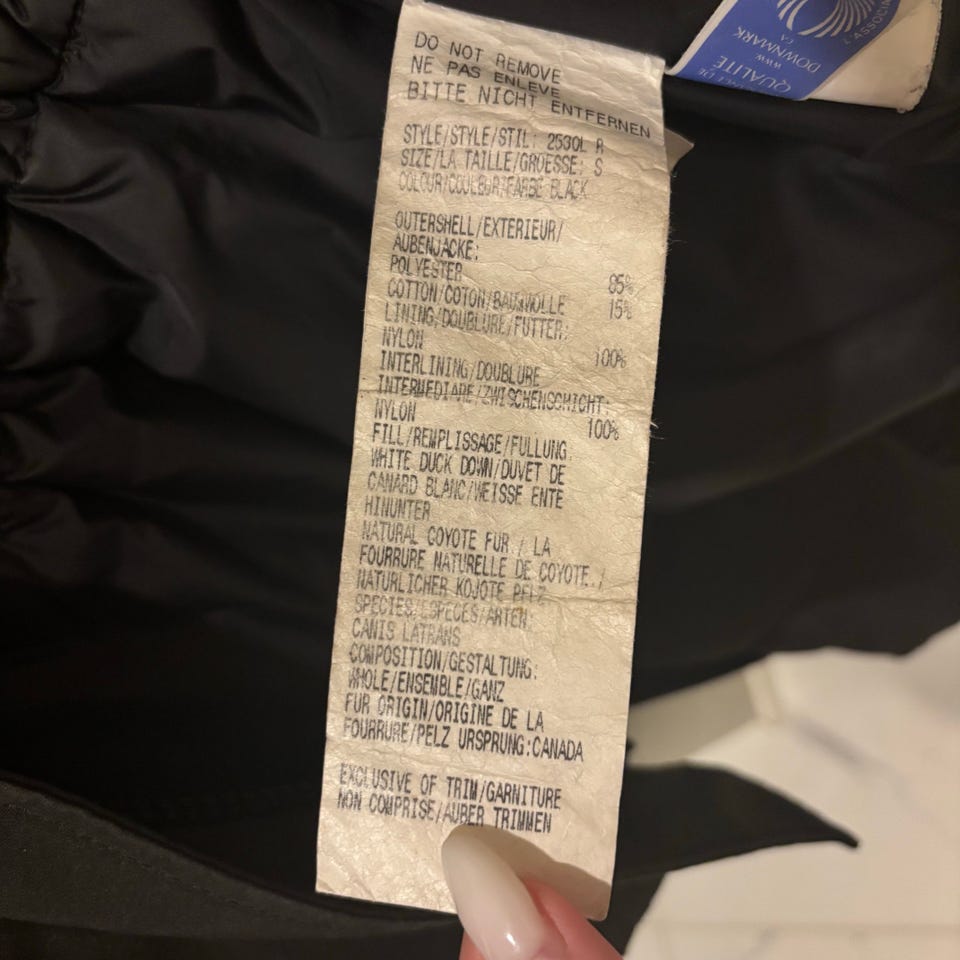 DO NOT REMOVE
NE PAS ENLEVE
BITTE NICHT ENTFERNEN
STYLE/STYLE/STIL: 2530L R
SIZE/LA TAILLE/GROESSE: S
COLOUR/COULEUR/FARBE BLACK
OUTERSHELL/EXTERIEUR/
AUBENJACKE:
POLYESTER 85%
COTTON/COTON/BAUMWOLLE 15%
LINING/DOUBLURE/FUTTER:
NYLON 100%
INTERLINING/DOUBLURE
INTERMEDIARE/ZWISCHENSCHICHT:
NYLON 100%
FILL/REMPLISSAGE/FULLUNG.
WHITE DUCK DOWN/DUVET DE
CANARD BLANC/WEISSE ENTE
HINUNTER
NATURAL COYOTE FUR / LA
FOURRURE NATURELLE DE COYOTE /
NATURLICHER KOJOTE PELZ
SPECIES/ESPECES/ARTEN:
CANIS LATRANS
COMPOSITION/GESTALTUNG:
WHOLE/ENSEMBLE/GANZ
FUR ORIGIN/ORIGINE DE LA
FOURRURE/PELZ URSPRUNG:CANADA
EXCLUSIVE OF TRIM/GARNITURE
NON COMPRISE/AUBER TRIMMEN
L'ASSOCIA
DOWNMARK
WWW.
CA
QUALITE